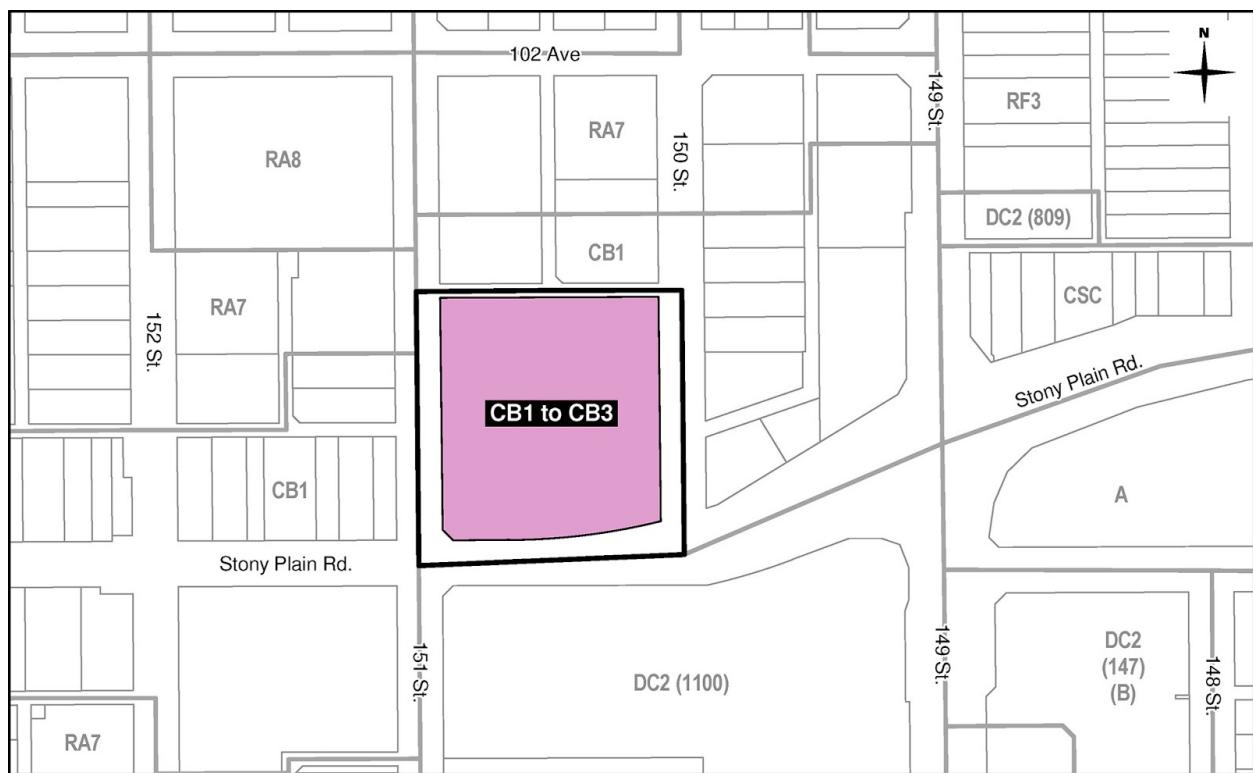 N
102 Ave
149 St.
RF3
RA7
RA8
150 St.
DC2 (809)
CB1
CSC
RA7
152 St.
Stony Plain Rd.
CB1 to CB3
CB1
A
Stony Plain Rd.
151 St.
149 St.
DC2
(147)
(B)
148 St.
DC2 (1100)
RA7